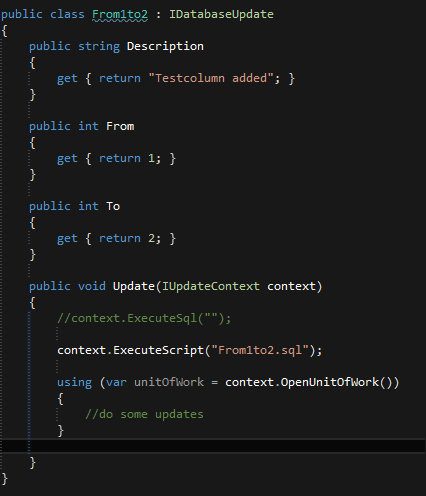 public class From1to2 : IDatabaseUpdate
{
public string Description
{
get { return "Testcolumn added"; }
}
public int From
{
get { return 1; }
}
public int To
{
get { return 2; }
}
public void Update(IUpdateContext context)
{
//context.ExecuteSql("");
context.ExecuteScript("From1to2.sql");
using (var unitOfWork = context.OpenUnitOfWork())
{
//do some updates
}
}
}